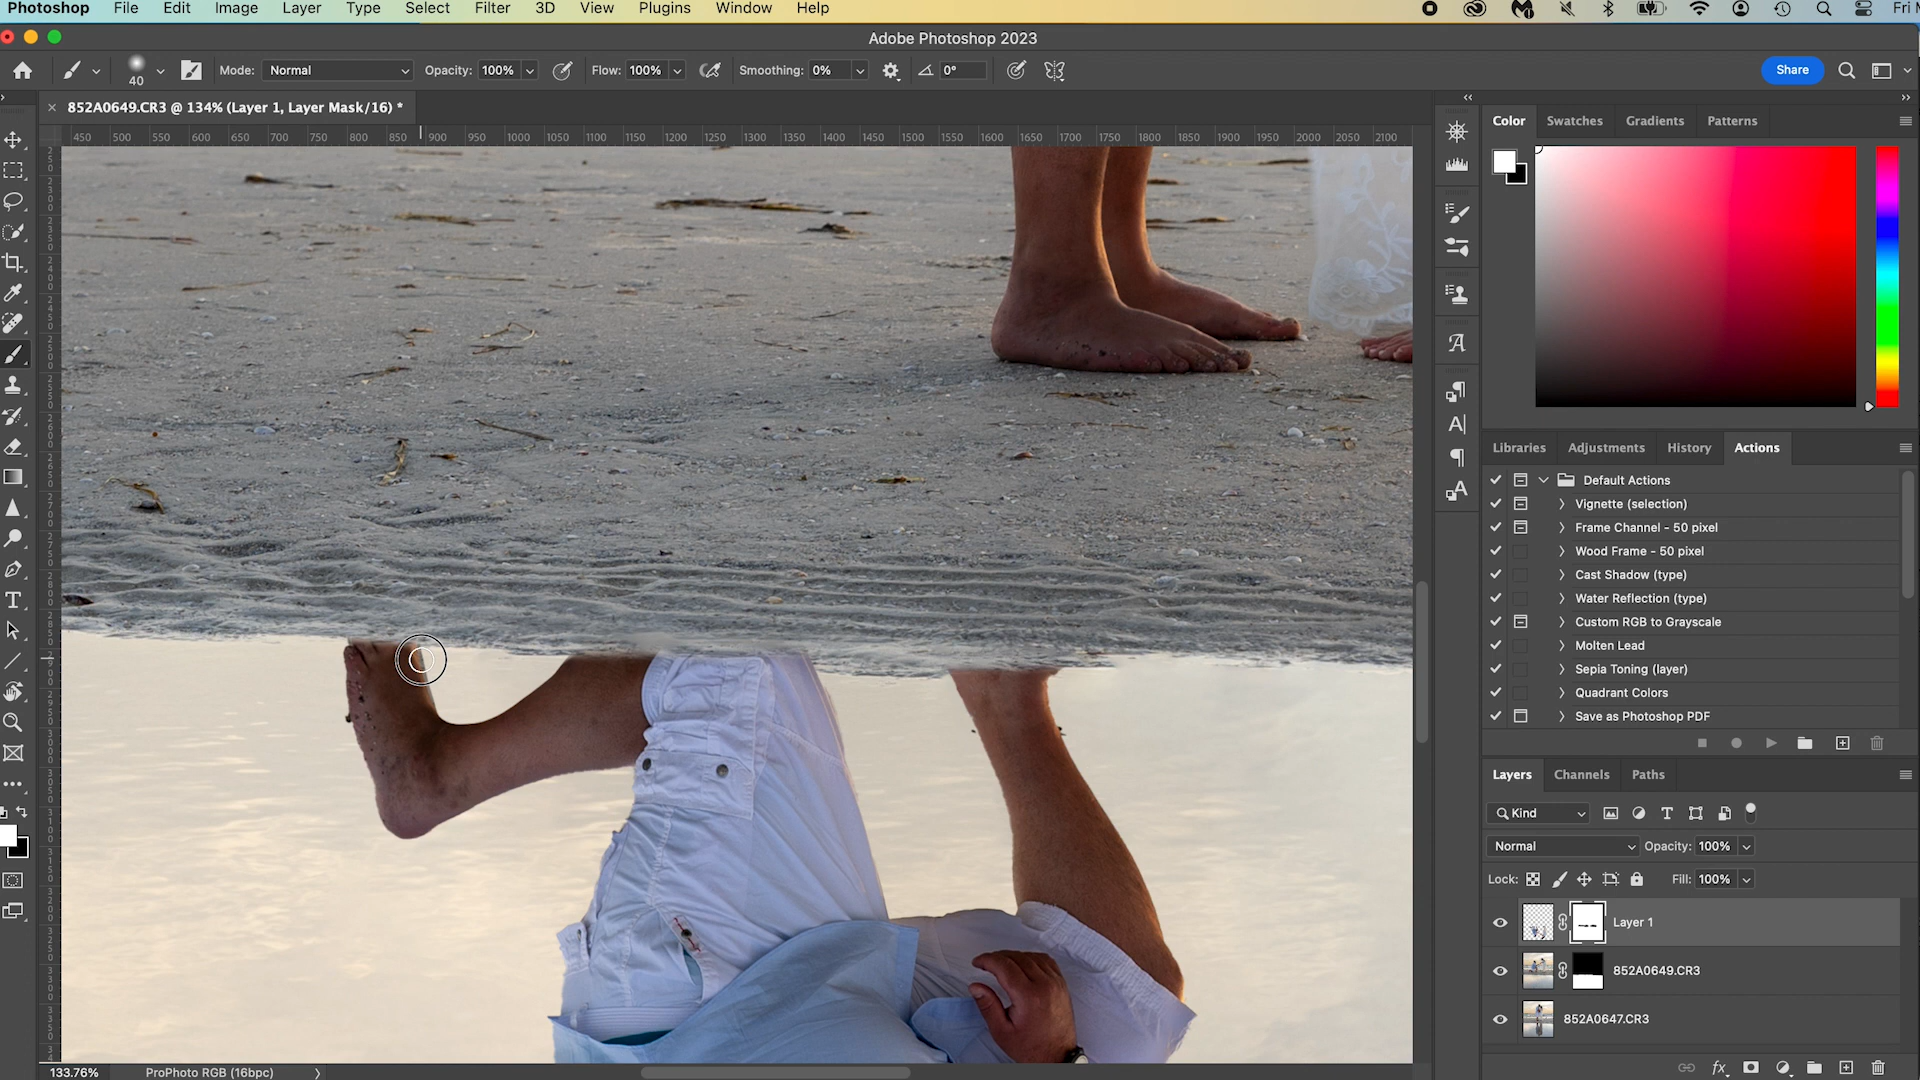 Photoshop File Edit Image Layer Type Select Filter 3D View Plugins Window Help Fri
Adobe Photoshop 2023
40 Mode: Normal Opacity: 100% Flow: 100% Smoothing: 0% 0° Share
852A0649.CR3 @ 134% (Layer 1, Layer Mask/16) *
450 500 550 600 650 700 750 800 850 900 950 1000 1050 1100 1150 1200 1250 1300 1350 1400 1450 1500 1550 1600 1650 1700 1750 1800 1850 1900 1950 2000 2050 2100
Color Swatches Gradients Patterns
Libraries Adjustments History Actions
Default Actions
Vignette (selection)
Frame Channel - 50 pixel
Wood Frame - 50 pixel
Cast Shadow (type)
Water Reflection (type)
Custom RGB to Grayscale
Molten Lead
Sepia Toning (layer)
Quadrant Colors
Save as Photoshop PDF
Layers Channels Paths
Kind
Normal Opacity: 100%
Lock: Fill: 100%
Layer 1
852A0649.CR3
852A0647.CR3
133.76% ProPhoto RGB (16bpc)